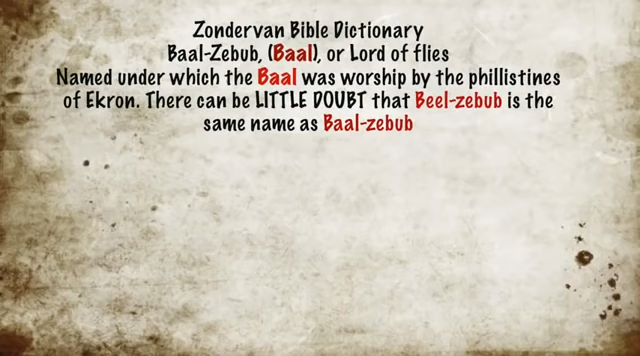 Zondervan Bible Dictionary
Baal-Zebub, (Baal), or Lord of flies
Named under which the Baal was worship by the phillistines
of Ekron. There can be LITTLE DOUBT that Beel-zebub is the
same name as Baal-zebub